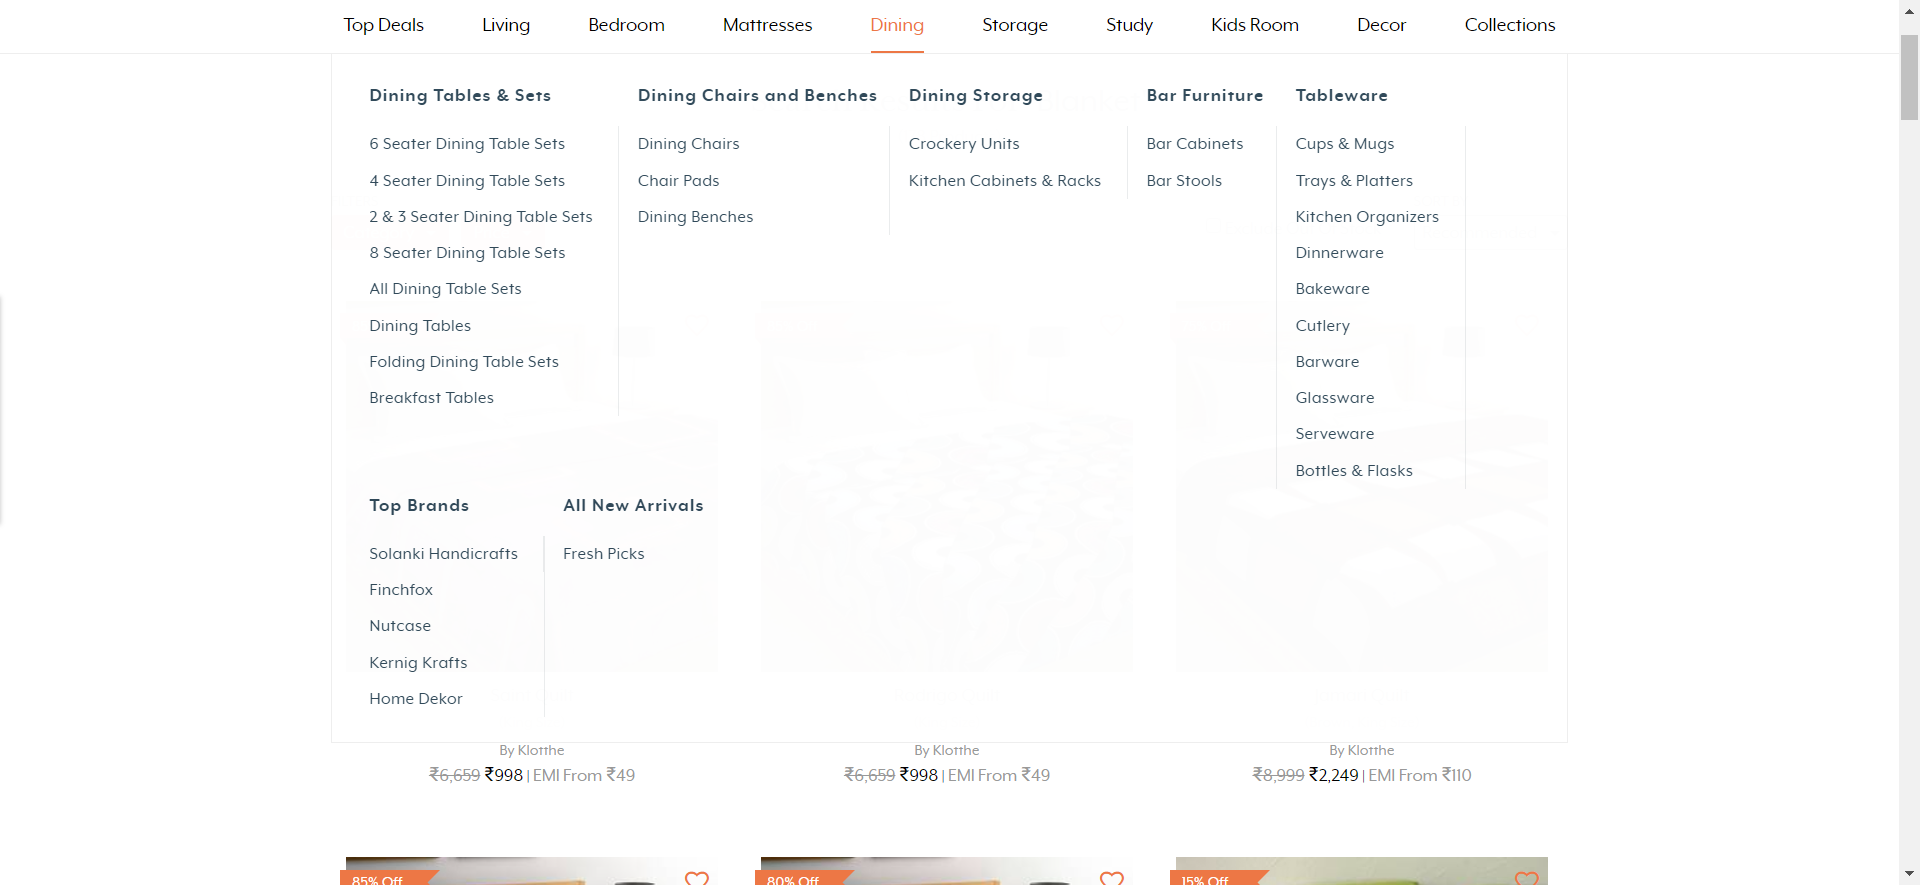 Top Deals Living Bedroom Mattresses Dining Storage Study Kids Room Decor Collections
Dining Tables & Sets
6 Seater Dining Table Sets
4 Seater Dining Table Sets
2 & 3 Seater Dining Table Sets
8 Seater Dining Table Sets
All Dining Table Sets
Dining Tables
Folding Dining Table Sets
Breakfast Tables
Dining Chairs and Benches
Dining Chairs
Chair Pads
Dining Benches
Dining Storage
Crockery Units
Kitchen Cabinets & Racks
Bar Furniture
Bar Cabinets
Bar Stools
Tableware
Cups & Mugs
Trays & Platters
Kitchen Organizers
Dinnerware
Bakeware
Cutlery
Barware
Glassware
Serveware
Bottles & Flasks
Top Brands
Solanki Handicrafts
Finchfox
Nutcase
Kernig Krafts
Home Dekor
All New Arrivals
Fresh Picks
By Klotthe
₹6,659 ₹998 | EMI From ₹49
By Klotthe
₹6,659 ₹998 | EMI From ₹49
By Klotthe
₹8,999 ₹2,249 | EMI From ₹110
85% Off
80% Off
15% Off